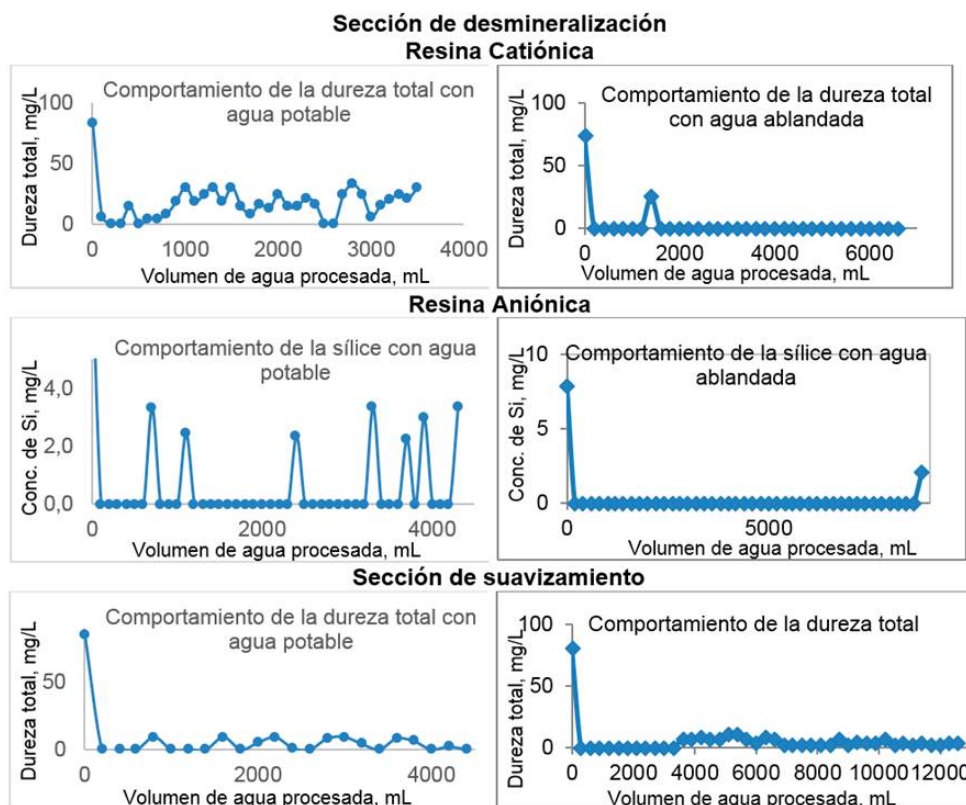 Sección de desmineralización
Resina Catiónica
Comportamiento de la dureza total con
agua potable
Dureza total, mg/L
100
50
0
0
1000
2000
3000
4000
Volumen de agua procesada, mL
Comportamiento de la dureza total
con agua ablandada
Dureza total, mg/L
100
50
0
0
2000
4000
6000
Volumen de agua procesada, mL
Resina Aniónica
Comportamiento de la sílice con agua
potable
Conc. de Si, mg/L
4,0
2,0
0,0
0
2000
4000
Volumen de agua procesada, mL
Comportamiento de la sílice con agua
ablandada
Conc. de Si, mg/L
10
5
0
0
5000
Volumen de agua procesada, mL
Sección de suavizamiento
Comportamiento de la dureza total con
agua potable
Dureza total, mg/L
50
0
0
2000
4000
Volumen de agua procesada, mL
Comportamiento de la dureza total
Dureza total, mg/L
100
50
0
0
2000
4000
6000
8000
10000
12000
Volumen de agua procesada, mL